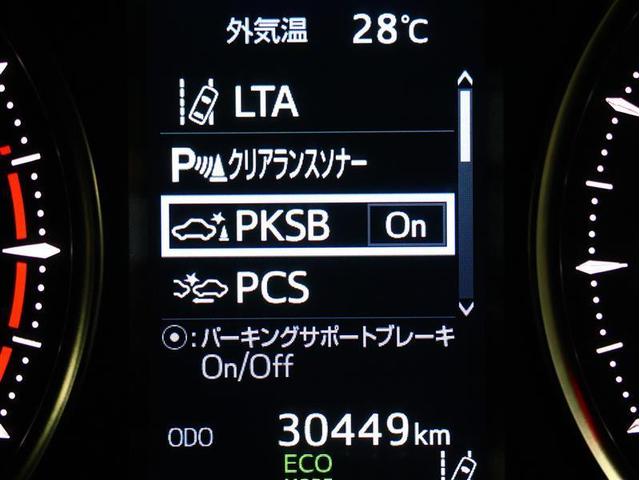 外気温 28℃
LTA
P クリアランスソナー
PKSB On
PCS
⦿:パーキングサポートブレーキ
On/Off
ODO 30449km
ECO
MODE